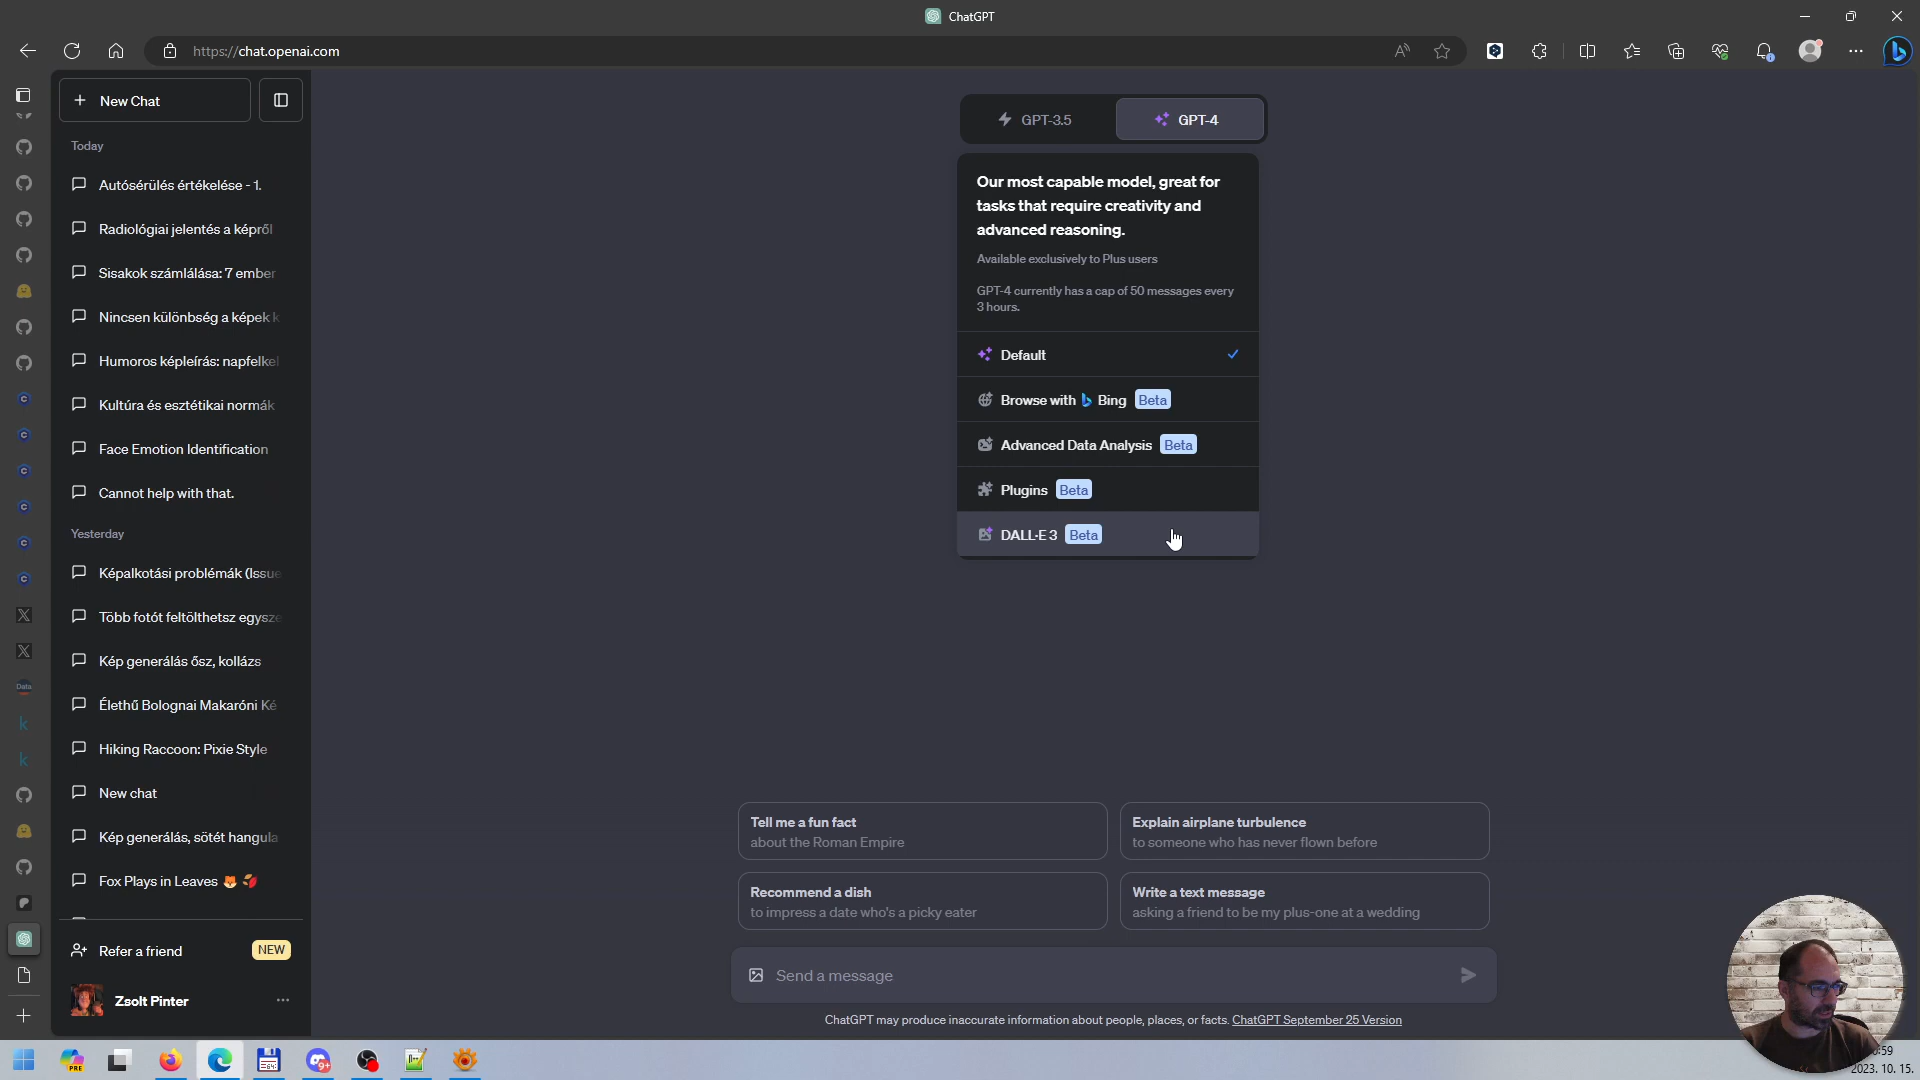 ChatGPT
https://chat.openai.com
New Chat
Today
Autósérülés értékelése - 1.
Radiológiai jelentés a képről
Sisakok számlálása: 7 ember
Nincsen különbség a képek k
Humoros képleírás: napfelkel
Kultúra és esztétikai normák
Face Emotion Identification
Cannot help with that.
Yesterday
Képalkotási problémák (Issue
Több fotót feltölthetsz egysze
Kép generálás ősz, kollázs
Élethű Bolognai Makaróni Ké
Hiking Raccoon: Pixie Style
New chat
Kép generálás, sötét hangula
Fox Plays in Leaves 🦊 🍂
Refer a friend NEW
Zsolt Pinter
GPT-3.5
GPT-4
Our most capable model, great for
tasks that require creativity and
advanced reasoning.
Available exclusively to Plus users
GPT-4 currently has a cap of 50 messages every
3 hours.
Default
Browse with Bing Beta
Advanced Data Analysis Beta
Plugins Beta
DALL·E 3 Beta
Tell me a fun fact
about the Roman Empire
Explain airplane turbulence
to someone who has never flown before
Recommend a dish
to impress a date who's a picky eater
Write a text message
asking a friend to be my plus-one at a wedding
Send a message
ChatGPT may produce inaccurate information about people, places, or facts. ChatGPT September 25 Version
PRE
9+
:59
2023. 10. 15.